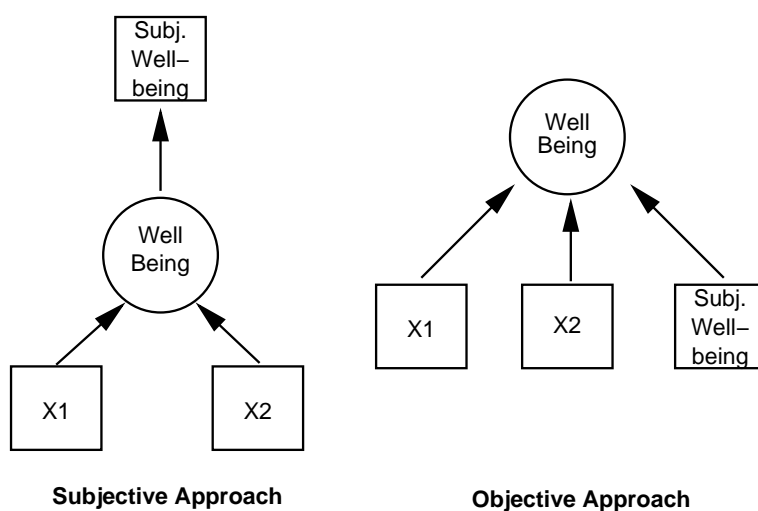 Subj.
Well–
being
Well
Being
X1
X2
Subjective Approach
Well
Being
X1
X2
Subj.
Well–
being
Objective Approach